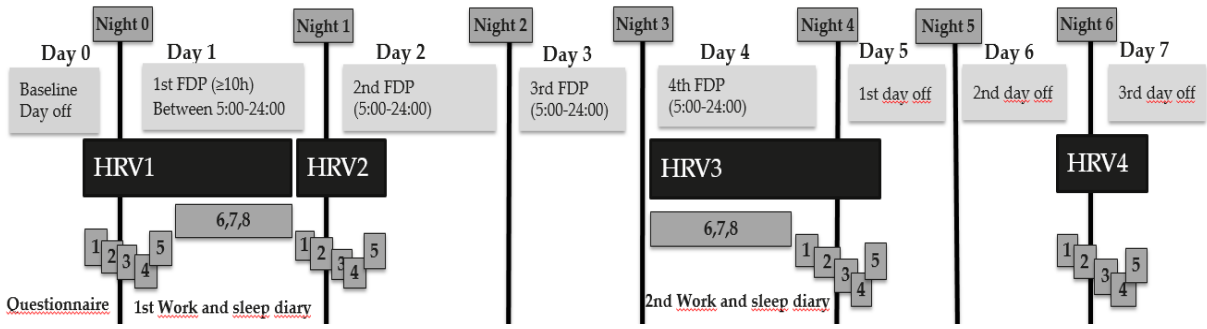 Night 0
Night 1
Night 2
Night 3
Night 4
Night 5
Night 6
Day 0
Day 1
Day 2
Day 3
Day 4
Day 5
Day 6
Day 7
Baseline
Day off
1st FDP (≥10h)
Between 5:00-24:00
2nd FDP
(5:00-24:00)
3rd FDP
(5:00-24:00)
4th FDP
(5:00-24:00)
1st day off
2nd day off
3rd day off
HRV1
HRV2
HRV3
HRV4
6,7,8
6,7,8
1
2
3
4
5
1
2
3
4
5
1
2
3
4
5
1
2
3
4
5
Questionnaire
1st Work and sleep diary
2nd Work and sleep diary